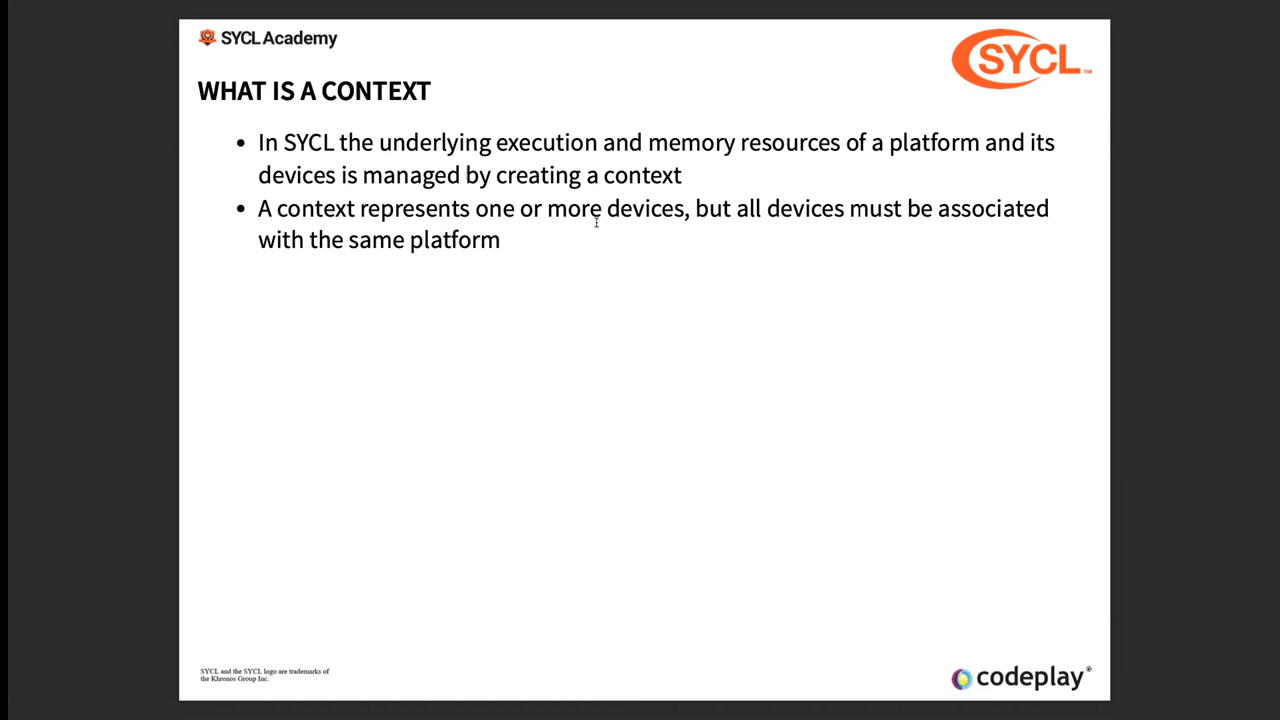 SYCL Academy
SYCL™
WHAT IS A CONTEXT
• In SYCL the underlying execution and memory resources of a platform and its
devices is managed by creating a context
• A context represents one or more devices, but all devices must be associated
with the same platform
SYCL and the SYCL logo are trademarks of
the Khronos Group Inc.
codeplay®